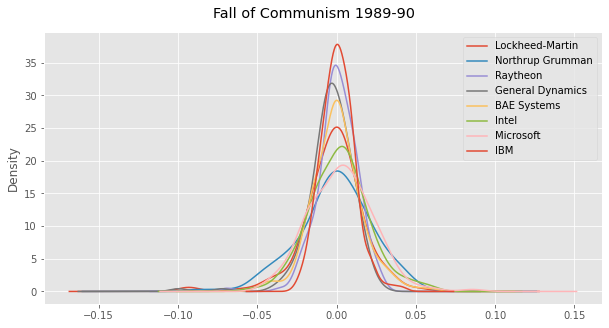 Fall of Communism 1989-90
Lockheed-Martin
Northrup Grumman
Raytheon
General Dynamics
BAE Systems
Intel
Microsoft
IBM
Density
35
30
25
20
15
10
5
0
−0.15
−0.10
−0.05
0.00
0.05
0.10
0.15